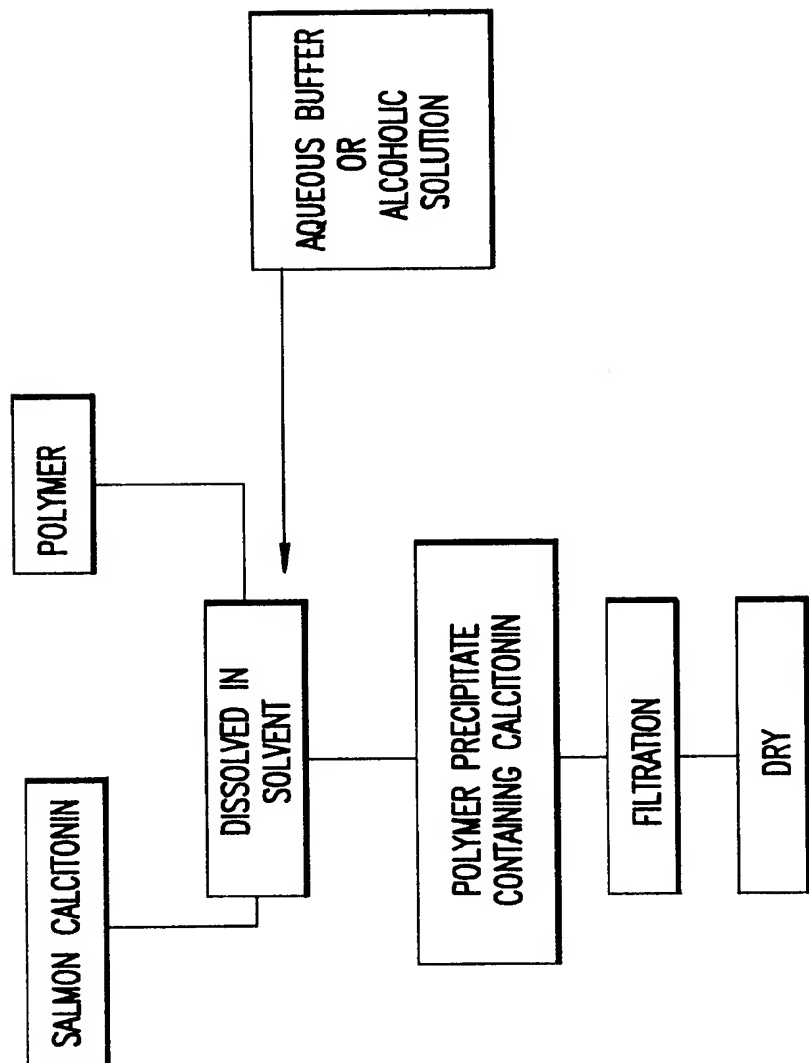 SALMON CALCITONIN
POLYMER
DISSOLVED IN
SOLVENT
AQUEOUS BUFFER
OR
ALCOHOLIC
SOLUTION
POLYMER PRECIPITATE
CONTAINING CALCITONIN
FILTRATION
DRY